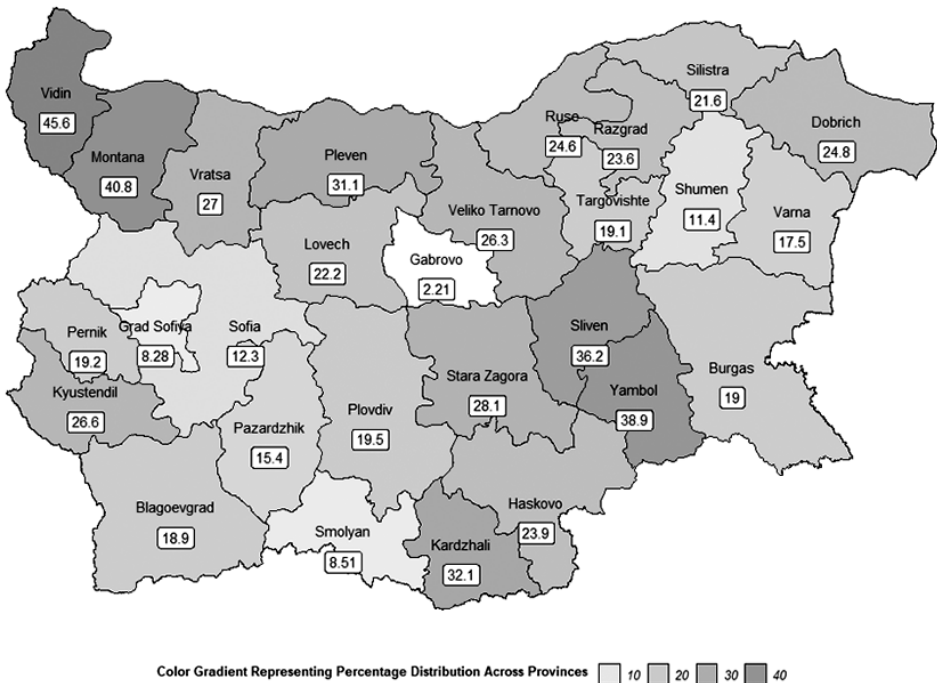 Vidin
45.6
Montana
40.8
Vratsa
27
Pleven
31.1
Lovech
22.2
Gabrovo
2.21
Veliko Tarnovo
26.3
Ruse
24.6
Razgrad
23.6
Silistra
21.6
Dobrich
24.8
Targovishte
19.1
Shumen
11.4
Varna
17.5
Pernik
19.2
Grad Sofiya
8.28
Sofia
12.3
Kyustendil
26.6
Pazardzhik
15.4
Plovdiv
19.5
Stara Zagora
28.1
Sliven
36.2
Yambol
38.9
Burgas
19
Blagoevgrad
18.9
Smolyan
8.51
Kardzhali
32.1
Haskovo
23.9
Color Gradient Representing Percentage Distribution Across Provinces 10 20 30 40